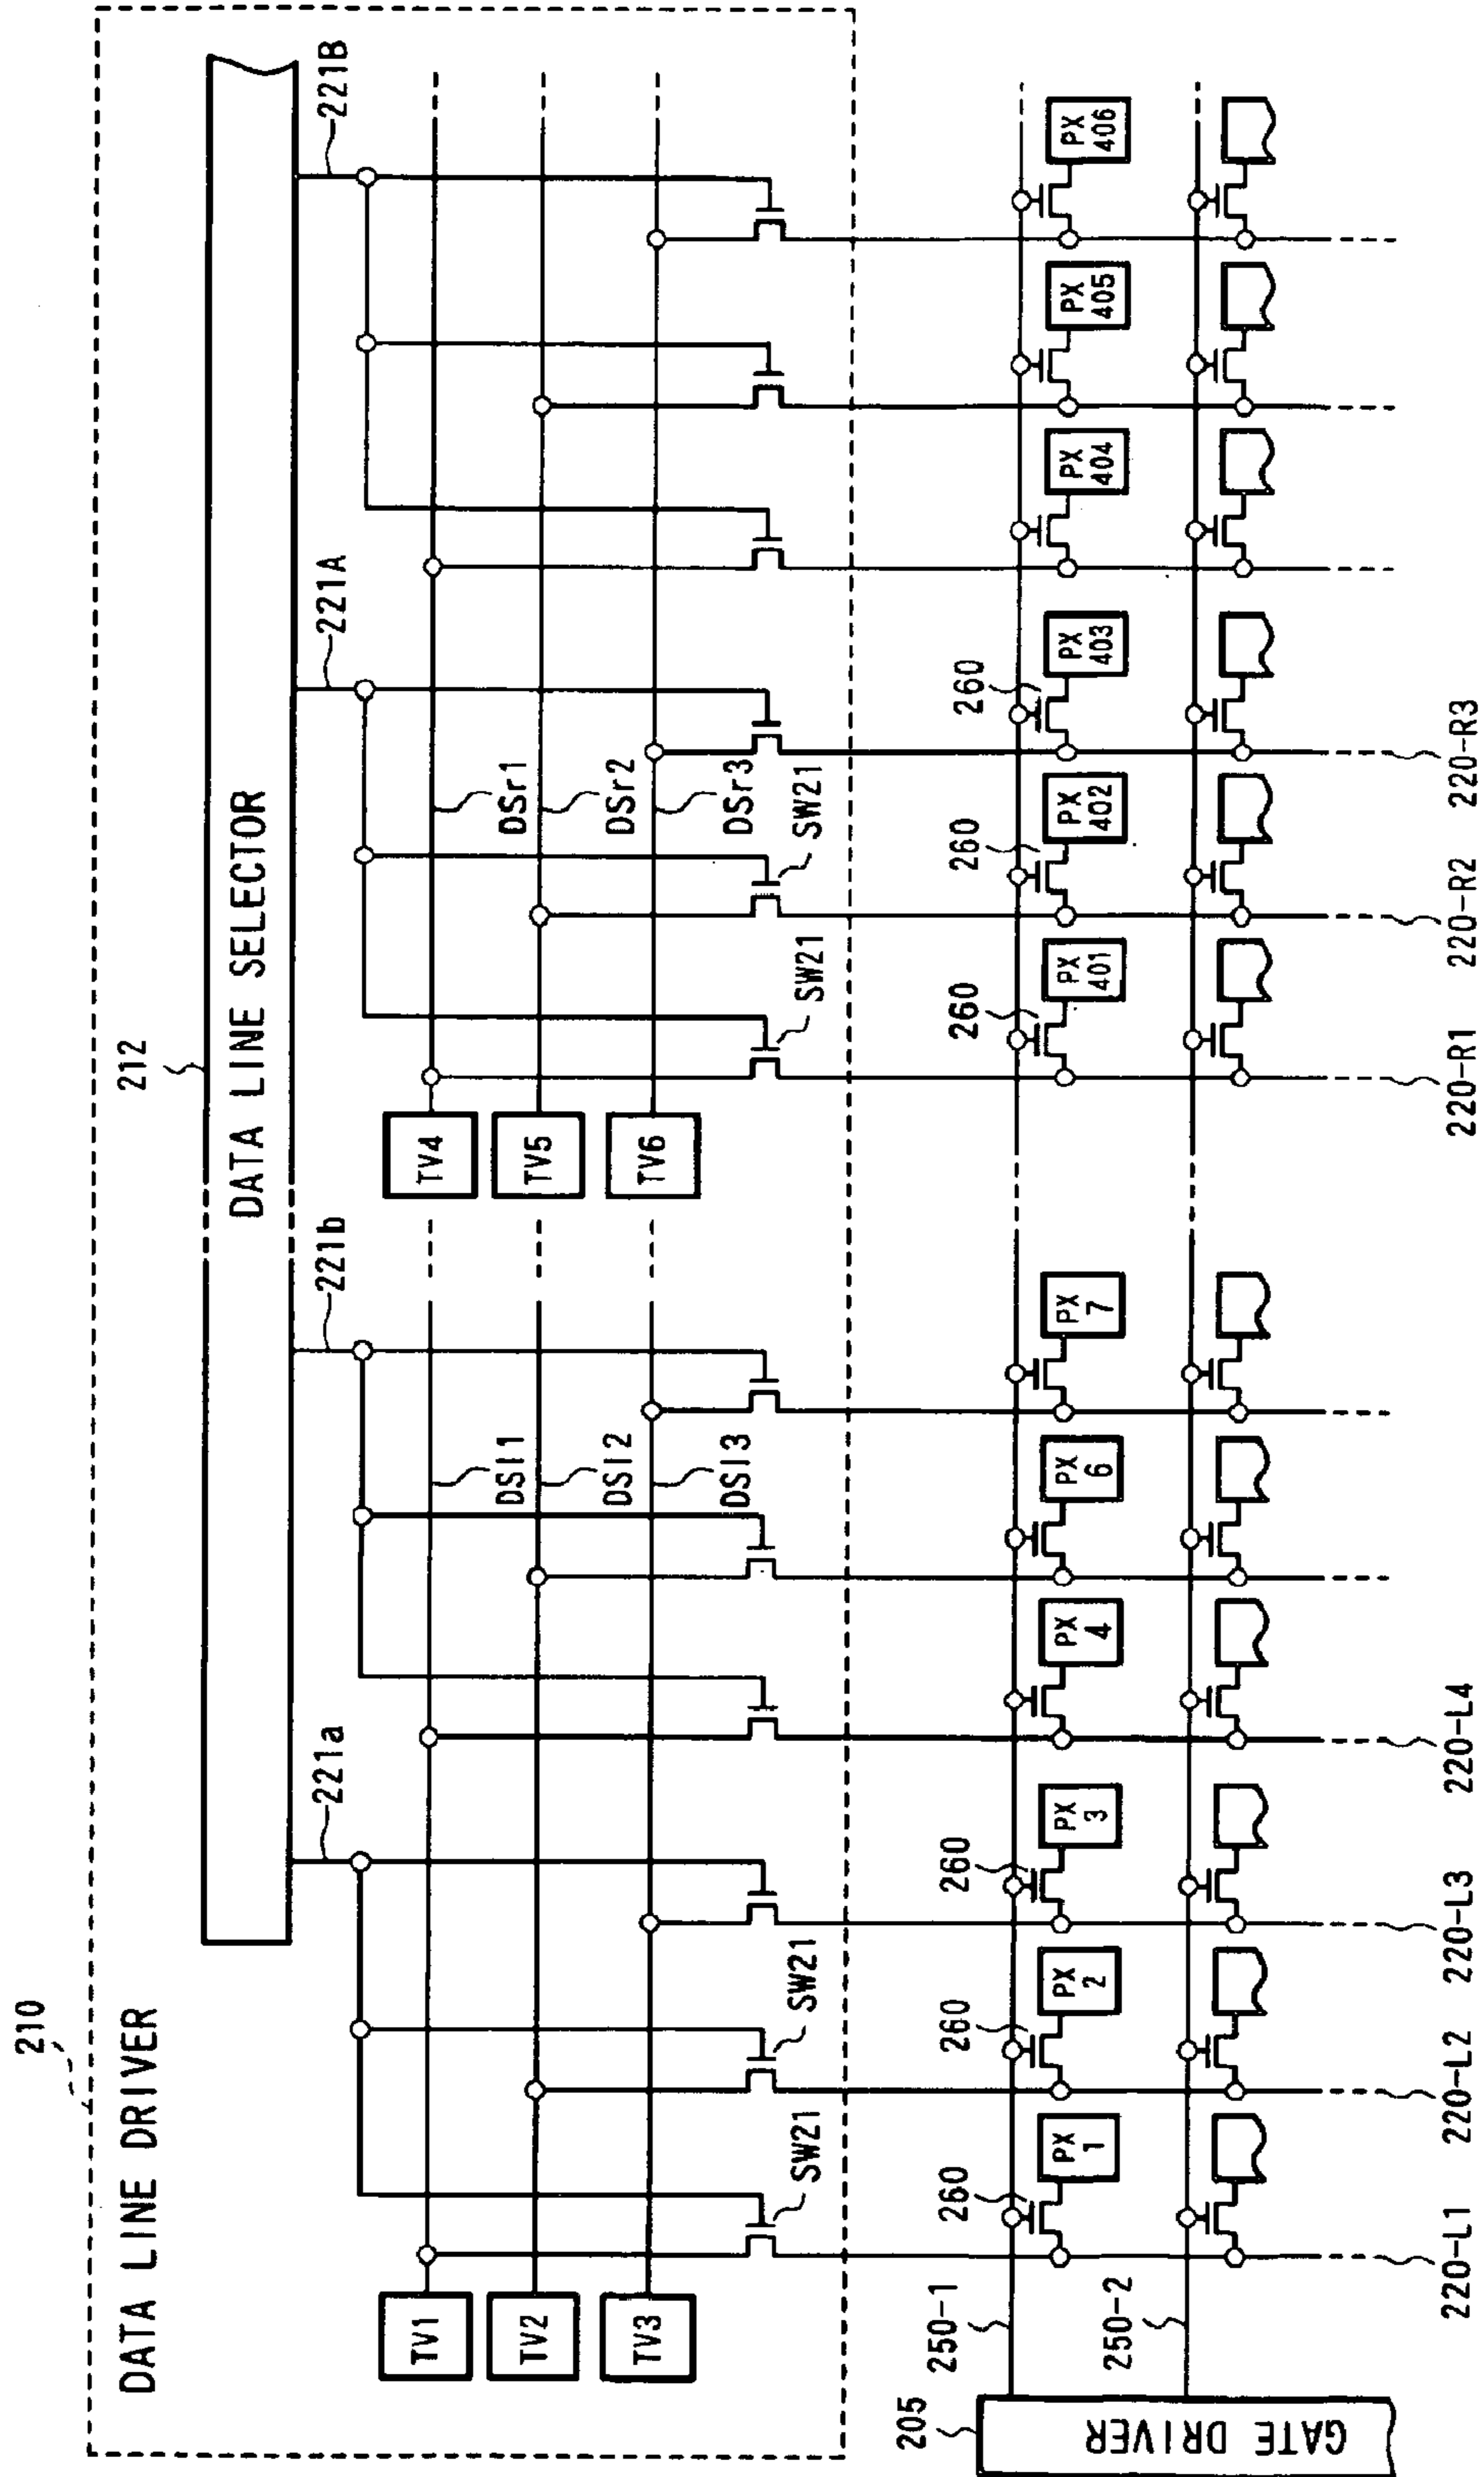 210
DATA LINE DRIVER
212
DATA LINE SELECTOR
221a
221b
221A
221B
TV1
TV2
TV3
DSl1
DSl2
DSl3
TV4
TV5
TV6
DSr1
DSr2
DSr3
SW21
SW21
SW21
SW21
205
GATE DRIVER
250-1
250-2
260
260
260
260
260
260
PX 1
PX 2
PX 3
PX 4
PX 6
PX 7
PX 401
PX 402
PX 403
PX 404
PX 405
PX 406
220-L1
220-L2
220-L3
220-L4
220-R1
220-R2
220-R3